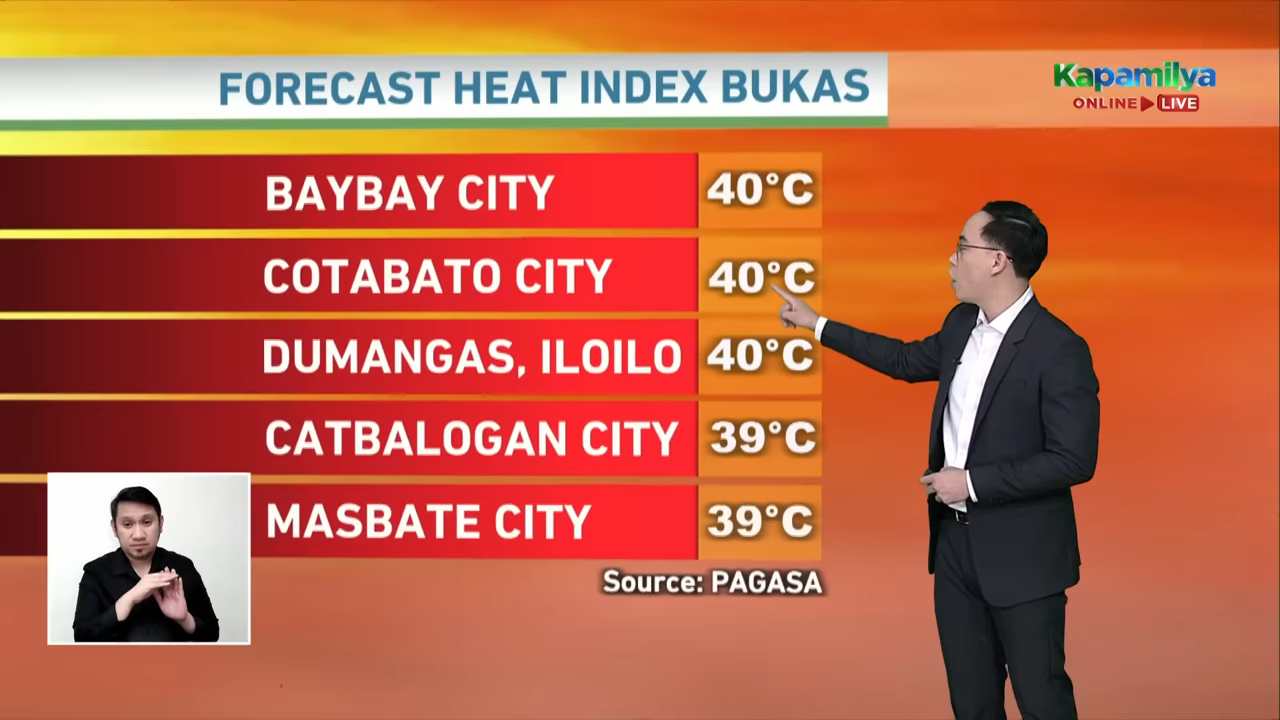 FORECAST HEAT INDEX BUKAS
Kapamilya
ONLINE LIVE
BAYBAY CITY 40°C
COTABATO CITY 40°C
DUMANGAS, ILOILO 40°C
CATBALOGAN CITY 39°C
MASBATE CITY 39°C
Source: PAGASA